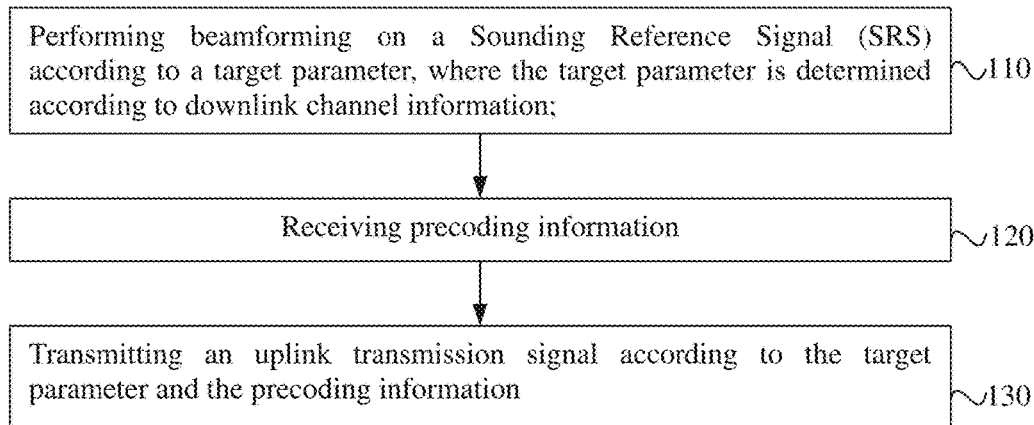 Performing beamforming on a Sounding Reference Signal (SRS)
according to a target parameter, where the target parameter is determined
according to downlink channel information;
110
Receiving precoding information
120
Transmitting an uplink transmission signal according to the target
parameter and the precoding information
130